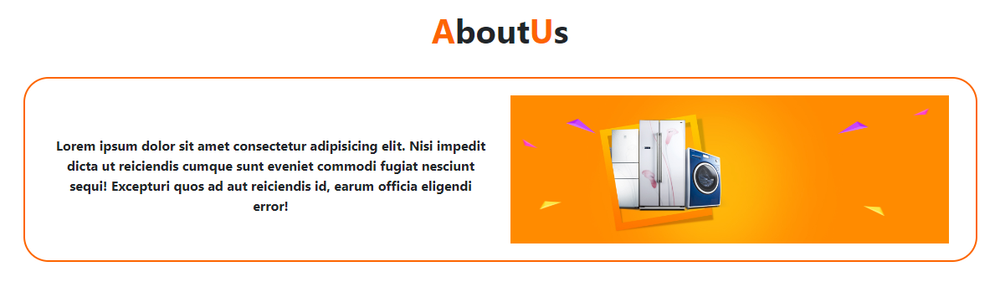 AboutUs
Lorem ipsum dolor sit amet consectetur adipisicing elit. Nisi impedit
dicta ut reiciendis cumque sunt eveniet commodi fugiat nesciunt
sequi! Excepturi quos ad aut reiciendis id, earum officia eligendi
error!